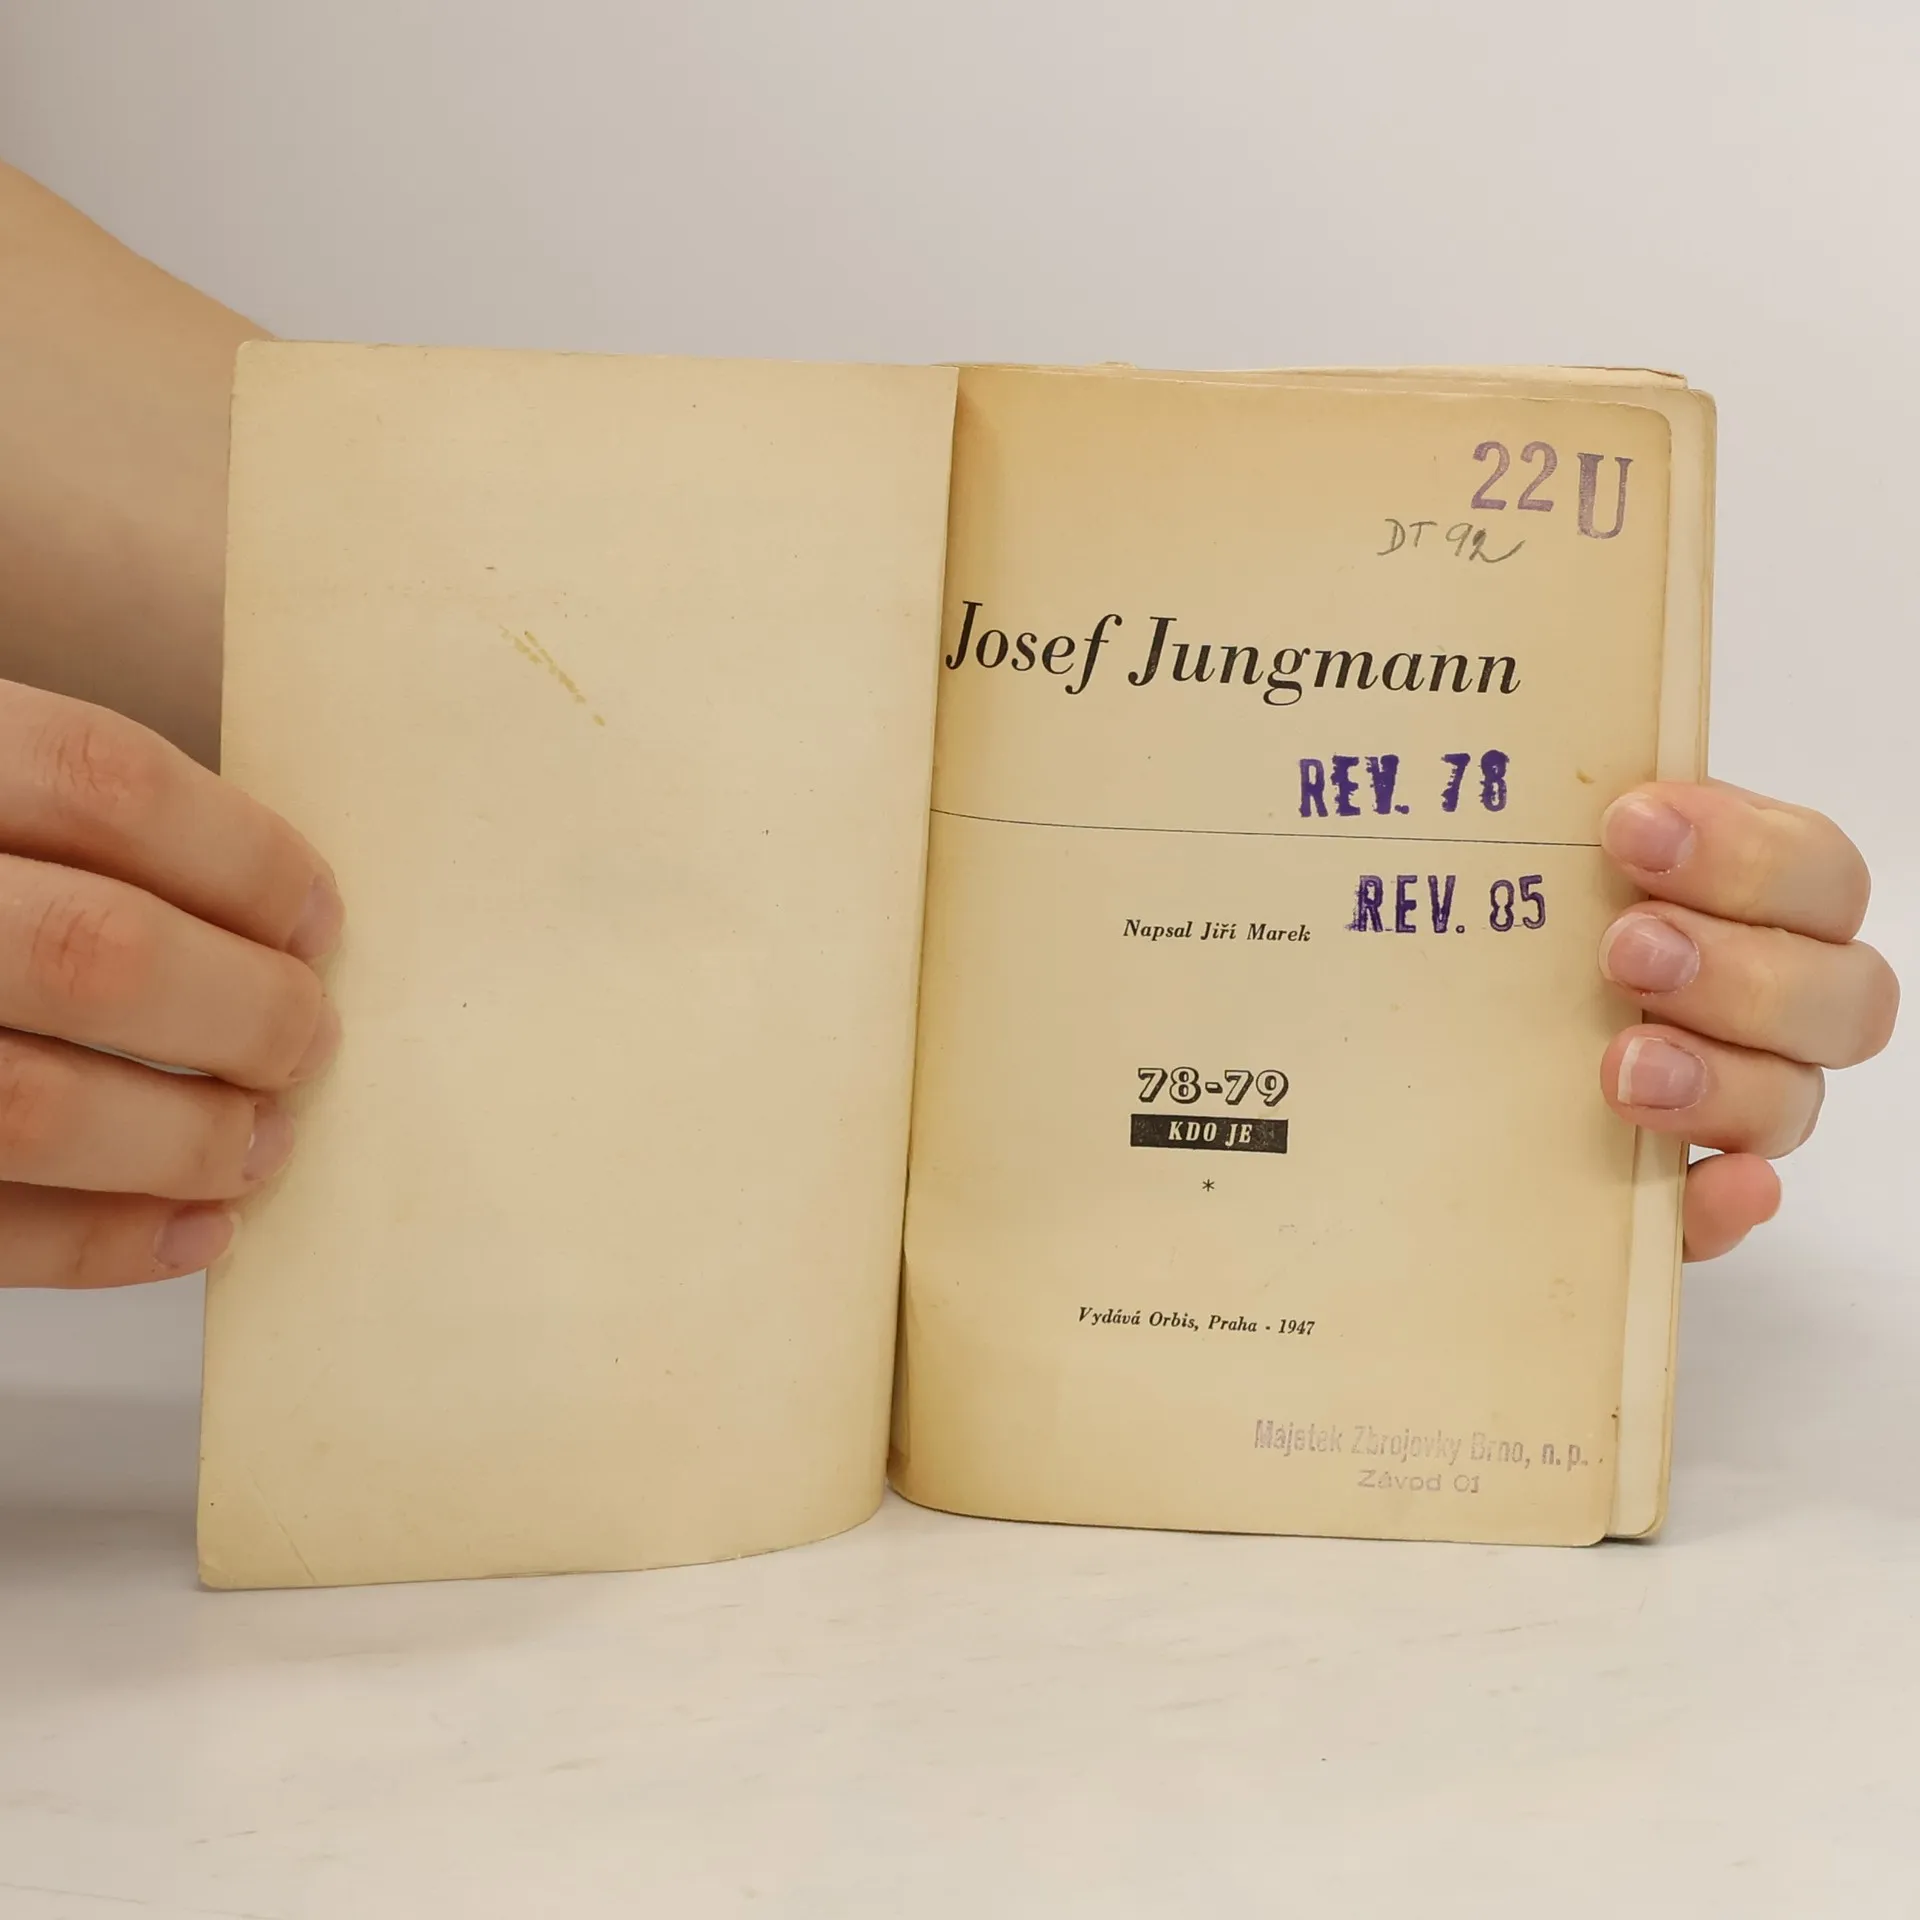 22 U
DT 92
Josef Jungmann
REV. 78
REV. 85
Napsal Jiří Marek
78-79
KDO JE
*
Vydává Orbis, Praha - 1947
Majetek Zbrojovky Brno, n.p.
Závod 01